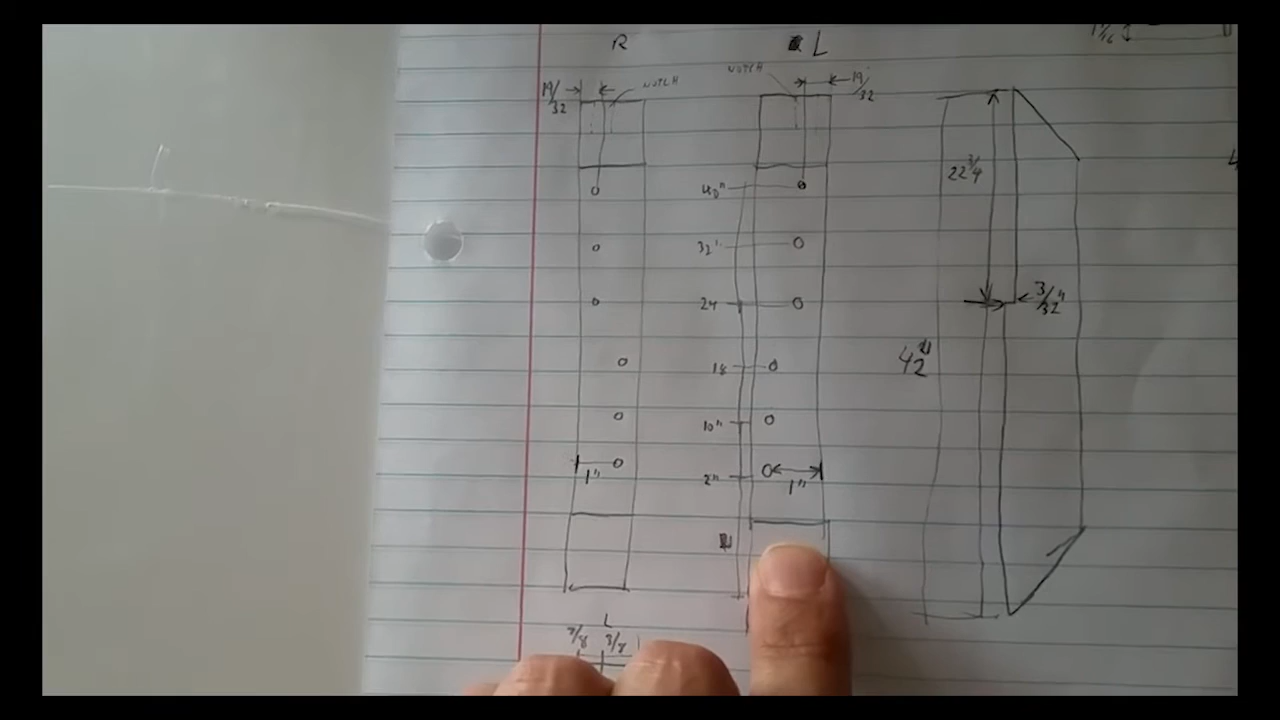 R
L
19/32
NOTCH
NOTCH
19/32
40"
32"
24
18
10"
2"
1"
1"
22 3/4
3/32"
42"
L
7/8 3/8